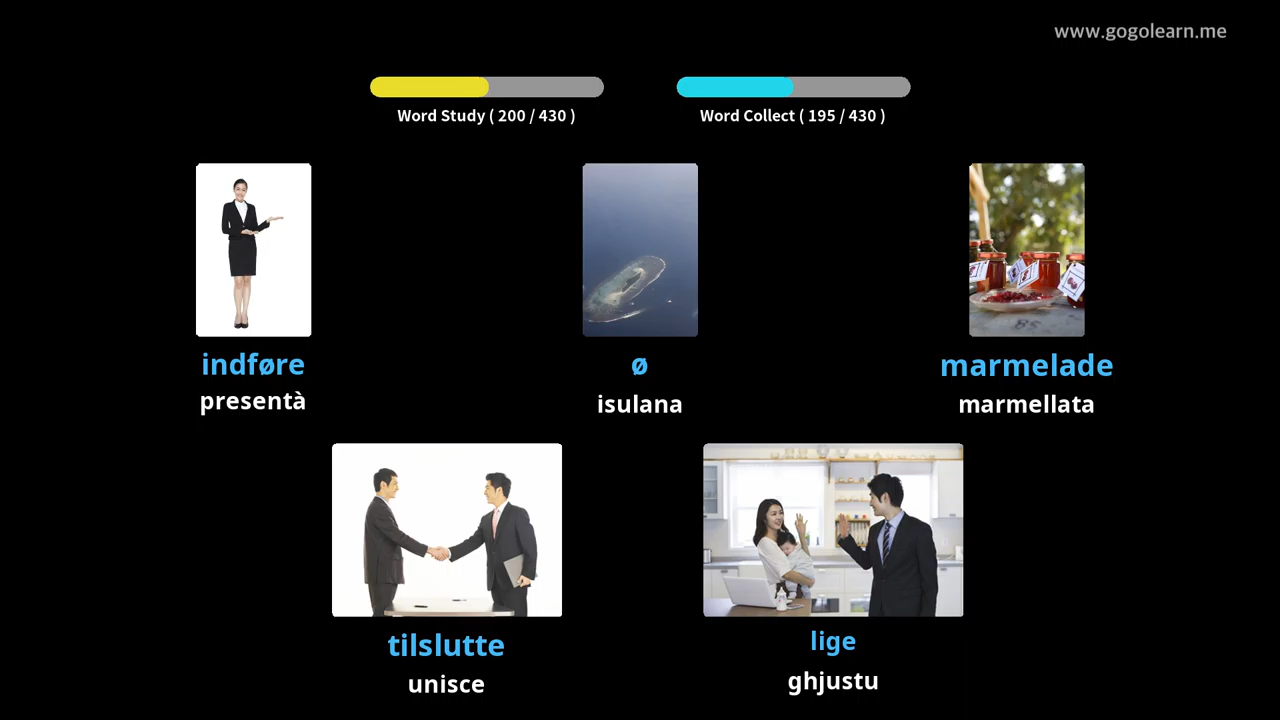 www.gogolearn.me
Word Study ( 200 / 430 )
Word Collect ( 195 / 430 )
indføre
presentà
ø
isulana
marmelade
marmellata
tilslutte
unisce
lige
ghjustu